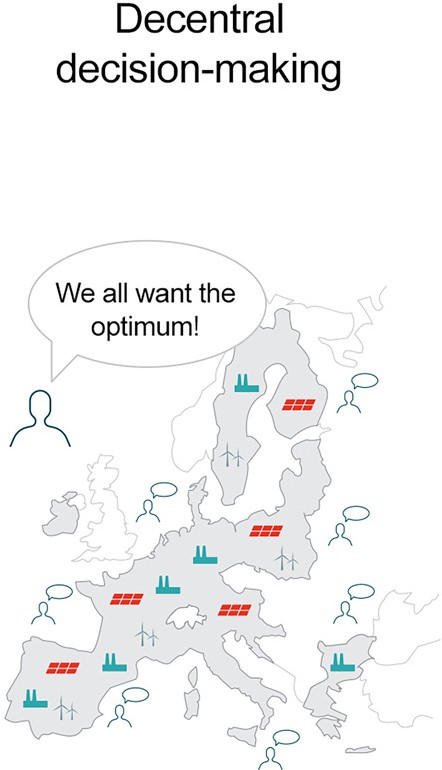 Decentral
decision-making
We all want the
optimum!